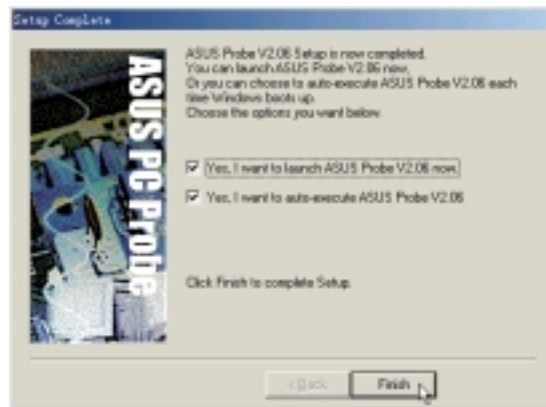 Setup Complete
ASUS PC Probe
ASUS Probe V2.06 Setup is now completed.
You can launch ASUS Probe V2.06 now,
Or you can choose to auto-execute ASUS Probe V2.06 each
time Windows boots up.
Choose the options you want below.
Yes, I want to launch ASUS Probe V2.06 now.
Yes, I want to auto-execute ASUS Probe V2.06
Click Finish to complete Setup.
< Back
Finish